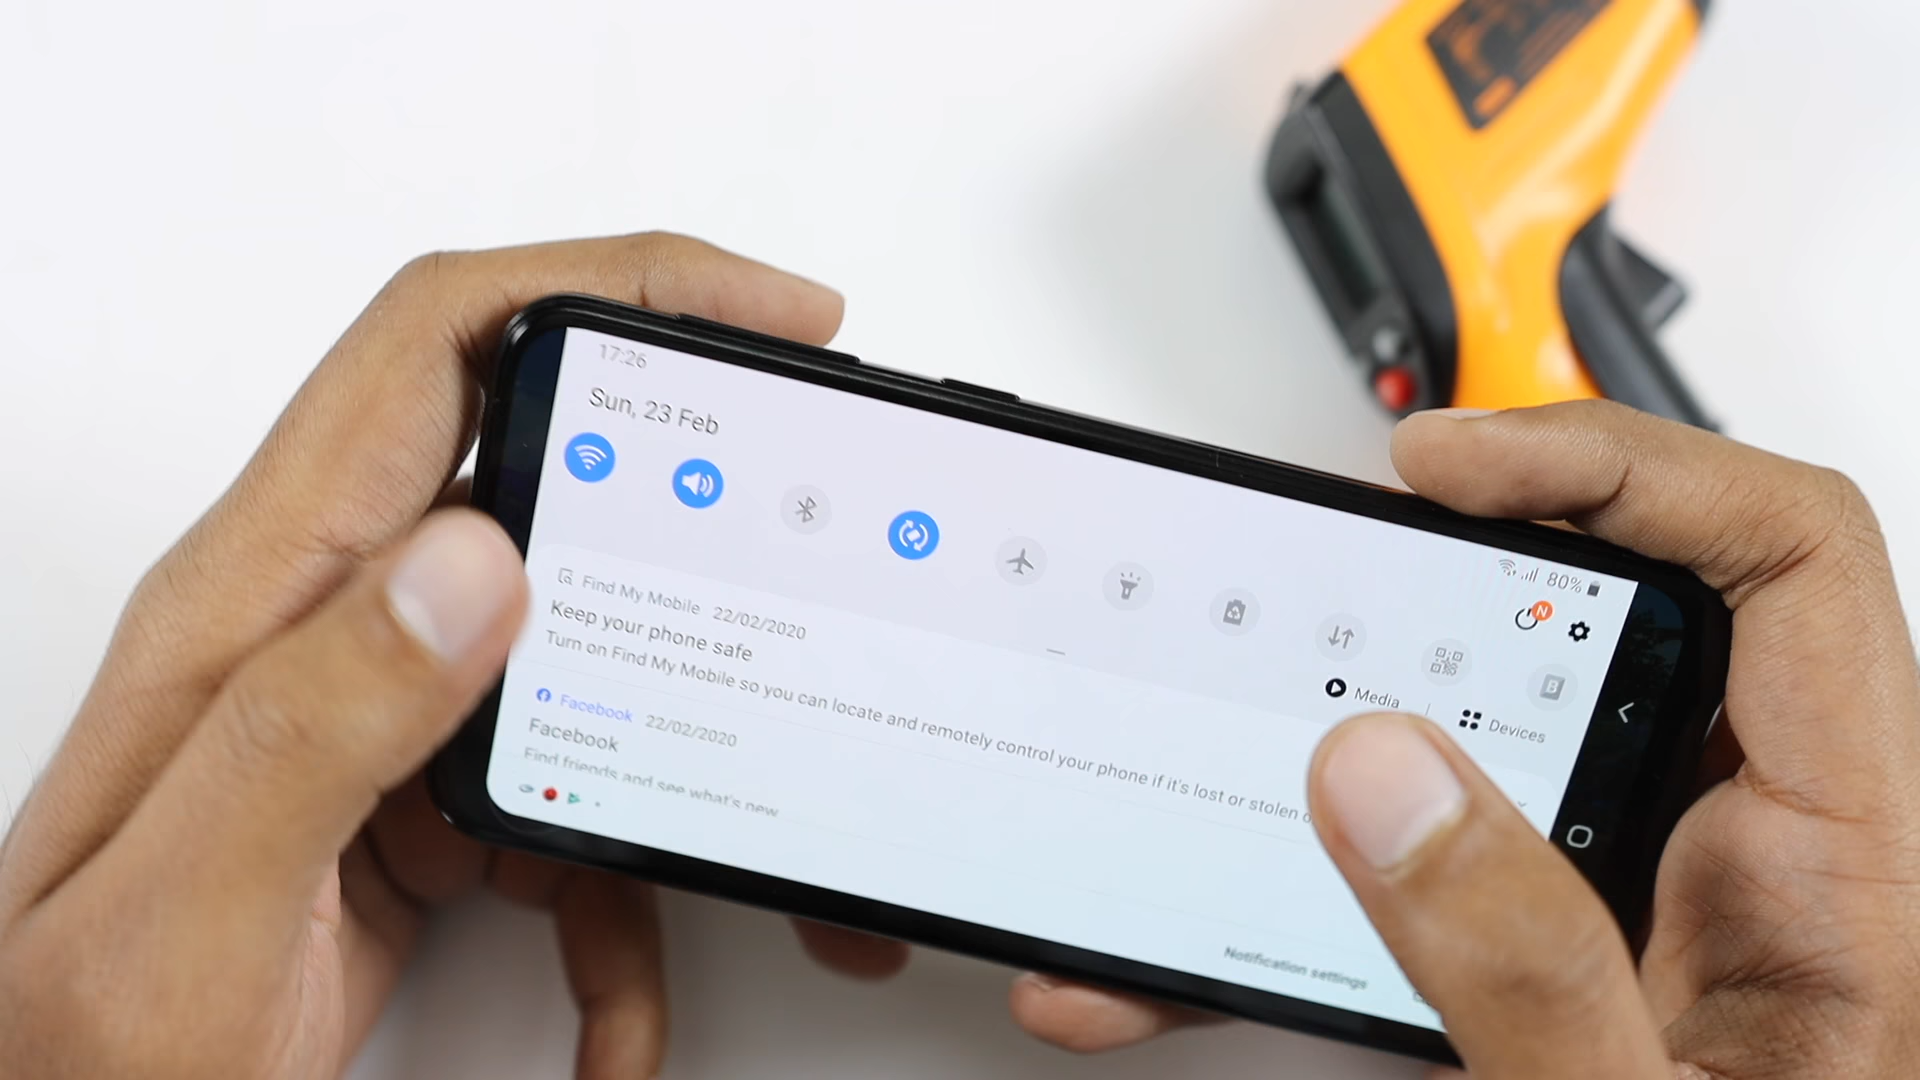 17:26
80%
Sun, 23 Feb
N
Media
Devices
Find My Mobile 22/02/2020
Keep your phone safe
Turn on Find My Mobile so you can locate and remotely control your phone if it's lost or stolen
Facebook 22/02/2020
Facebook
Find friends and see what's new
Notification settings